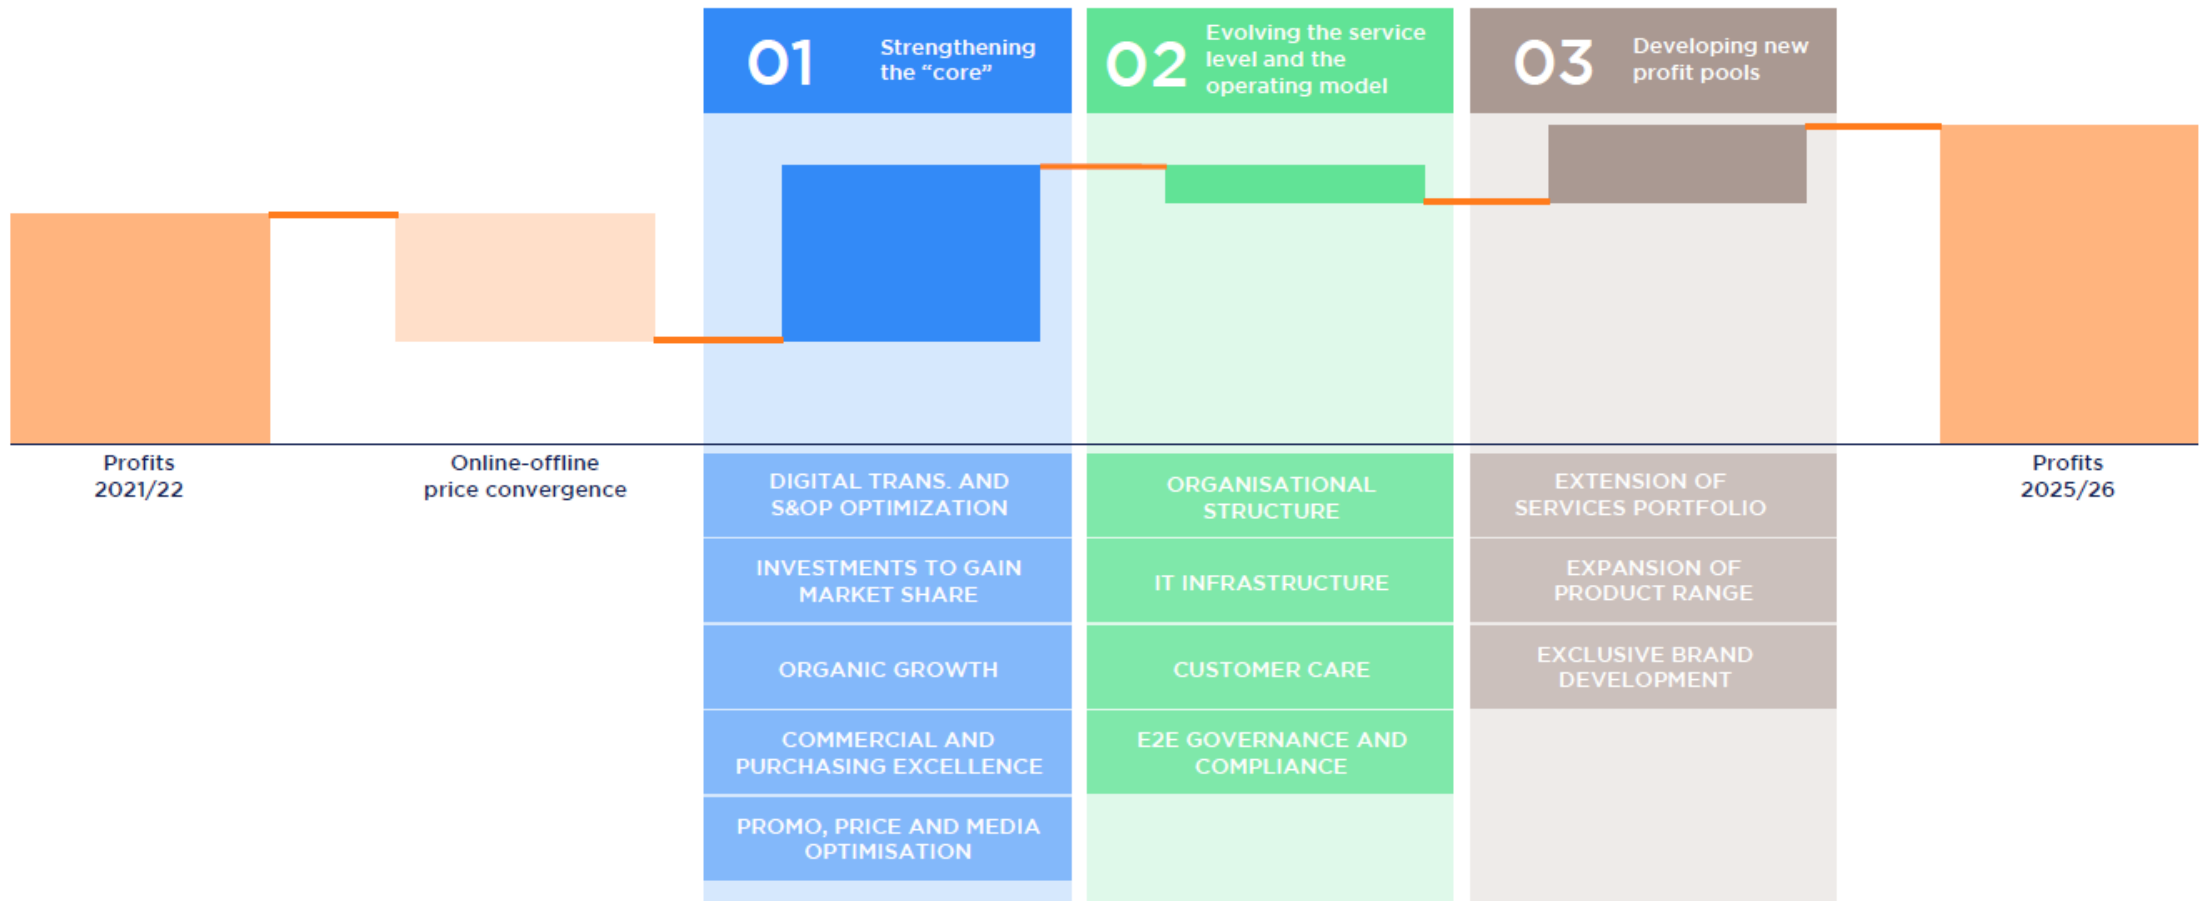 01
Strengthening
the “core”
02
Evolving the service
level and the
operating model
03
Developing new
profit pools
Profits
2021/22
Online-offline
price convergence
DIGITAL TRANS. AND
S&OP OPTIMIZATION
INVESTMENTS TO GAIN
MARKET SHARE
ORGANIC GROWTH
COMMERCIAL AND
PURCHASING EXCELLENCE
PROMO, PRICE AND MEDIA
OPTIMISATION
ORGANISATIONAL
STRUCTURE
IT INFRASTRUCTURE
CUSTOMER CARE
E2E GOVERNANCE AND
COMPLIANCE
EXTENSION OF
SERVICES PORTFOLIO
EXPANSION OF
PRODUCT RANGE
EXCLUSIVE BRAND
DEVELOPMENT
Profits
2025/26